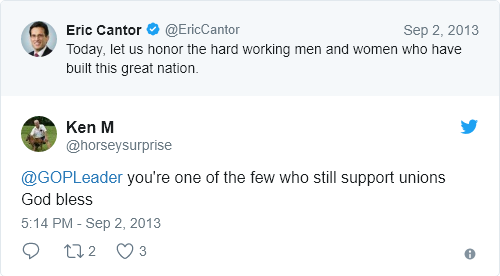 Eric Cantor @EricCantor Sep 2, 2013
Today, let us honor the hard working men and women who have
built this great nation.
Ken M
@horseysurprise
@GOPLeader you're one of the few who still support unions
God bless
5:14 PM - Sep 2, 2013
2 3